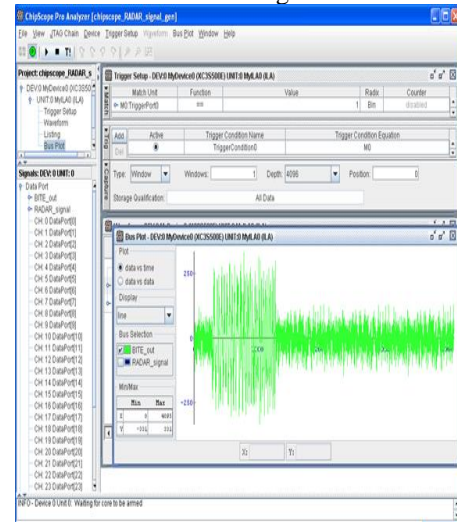 ChipScope Pro Analyzer [chipscope_RADAR_signal_gen]
File View JTAG Chain Device Trigger Setup Waveform Bus Plot Window Help
Project: chipscope_RADAR_s
DEV:0 MyDevice0 (XC3S50
UNIT:0 MyILA0 (ILA)
Trigger Setup
Waveform
Listing
Bus Plot
Signals: DEV: 0 UNIT: 0
Data Port
BITE_out
RADAR_signal
CH: 0 DataPort[0]
CH: 1 DataPort[1]
CH: 2 DataPort[2]
CH: 3 DataPort[3]
CH: 4 DataPort[4]
CH: 5 DataPort[5]
CH: 6 DataPort[6]
CH: 7 DataPort[7]
CH: 8 DataPort[8]
CH: 9 DataPort[9]
CH: 10 DataPort[10]
CH: 11 DataPort[11]
CH: 12 DataPort[12]
CH: 13 DataPort[13]
CH: 14 DataPort[14]
CH: 15 DataPort[15]
CH: 16 DataPort[16]
CH: 17 DataPort[17]
CH: 18 DataPort[18]
CH: 19 DataPort[19]
CH: 20 DataPort[20]
CH: 21 DataPort[21]
CH: 22 DataPort[22]
CH: 23 DataPort[23]
Trigger Setup - DEV:0 MyDevice0 (XC3S500E) UNIT:0 MyILA0 (ILA)
Match
Match Unit Function Value Radix Counter
M0:TriggerPort0 == 1 Bin disabled
Trig
Add Active Trigger Condition Name Trigger Condition Equation
Del TriggerCondition0 M0
Capture
Type: Window Windows: 1 Depth: 4096 Position: 0
Storage Qualification: All Data
Bus Plot - DEV:0 MyDevice0 (XC3S500E) UNIT:0 MyILA0 (ILA)
Plot
data vs time
data vs data
Display
line
Bus Selection
BITE_out
RADAR_signal
Min/Max
Min Max
X 0 4095
Y
250
0
-250
X: Y:
INFO - Device 0 Unit 0: Waiting for core to be armed